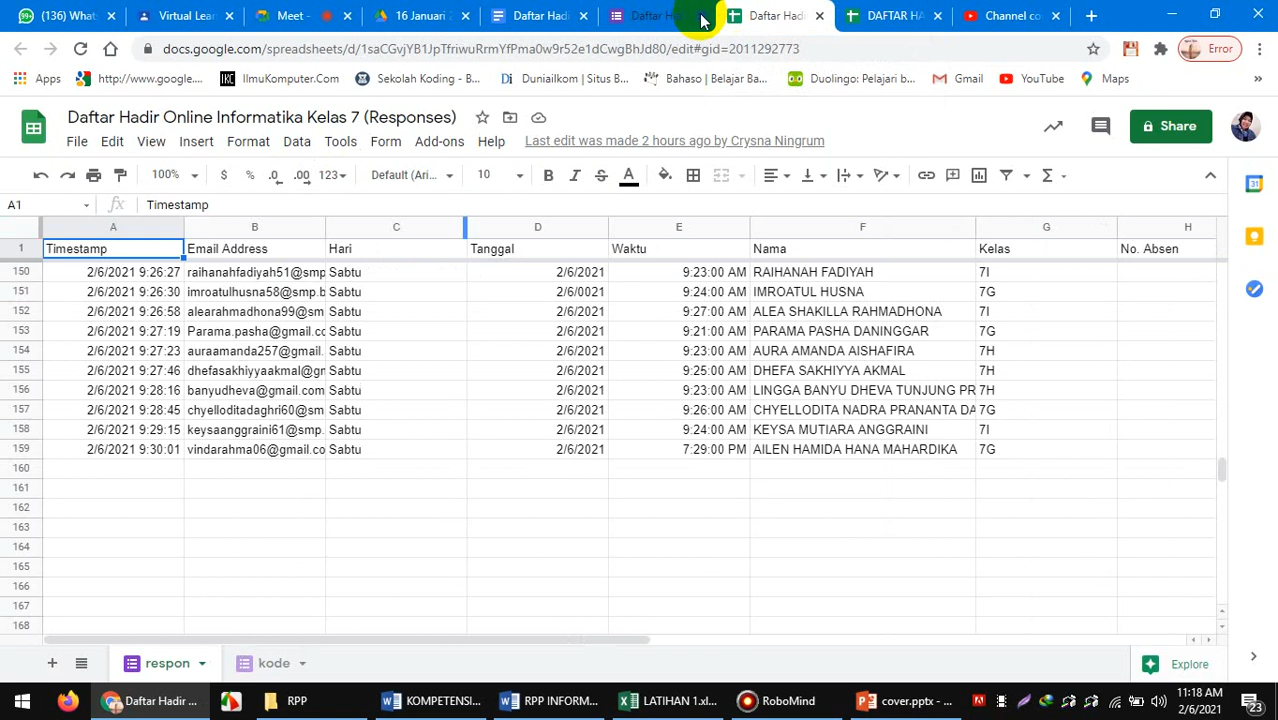 (136) Whats
Virtual Lear
Meet -
16 Januari
Daftar Hadi
Daftar H
Daftar Hadi
DAFTAR HA
Channel co
docs.google.com/spreadsheets/d/1saCGvjYB1JpTfriwuRrmYfPma0w9r52e1dCwgBhJd80/edit#gid=2011292773
Error
Apps
http://www.google....
IlmuKomputer.Com
Sekolah Koding - B...
Duniailkom | Situs B...
Bahaso | Belajar Ba...
Duolingo: Pelajari b...
Gmail
YouTube
Maps
Daftar Hadir Online Informatika Kelas 7 (Responses)
Share
File Edit View Insert Format Data Tools Form Add-ons Help Last edit was made 2 hours ago by Crysna Ningrum
100% $ % .0 .00 123 Default (Ari... 10
A1 fx Timestamp
A B C D E F G H
1 Timestamp Email Address Hari Tanggal Waktu Nama Kelas No. Absen
150 2/6/2021 9:26:27 raihanahfadiyah51@smp Sabtu 2/6/2021 9:23:00 AM RAIHANAH FADIYAH 7I
151 2/6/2021 9:26:30 imroatulhusna58@smp.b Sabtu 2/6/0021 9:24:00 AM IMROATUL HUSNA 7G
152 2/6/2021 9:26:58 alearahmadhona99@sm Sabtu 2/6/2021 9:27:00 AM ALEA SHAKILLA RAHMADHONA 7I
153 2/6/2021 9:27:19 Parama.pasha@gmail.co Sabtu 2/6/2021 9:21:00 AM PARAMA PASHA DANINGGAR 7G
154 2/6/2021 9:27:23 auraamanda257@gmail. Sabtu 2/6/2021 9:23:00 AM AURA AMANDA AISHAFIRA 7H
155 2/6/2021 9:27:46 dhefasakhiyyaakmal@gn Sabtu 2/6/2021 9:25:00 AM DHEFA SAKHIYYA AKMAL 7H
156 2/6/2021 9:28:16 banyudheva@gmail.com Sabtu 2/6/2021 9:23:00 AM LINGGA BANYU DHEVA TUNJUNG PR 7H
157 2/6/2021 9:28:45 chyelloditadaghri60@sm Sabtu 2/6/2021 9:26:00 AM CHYELLODITA NADRA PRANANTA DA 7G
158 2/6/2021 9:29:15 keysaanggraini61@smp. Sabtu 2/6/2021 9:24:00 AM KEYSA MUTIARA ANGGRAINI 7I
159 2/6/2021 9:30:01 vindarahma06@gmail.co Sabtu 2/6/2021 7:29:00 PM AILEN HAMIDA HANA MAHARDIKA 7G
160
161
162
163
164
165
166
167
168
respon kode Explore
Daftar Hadir ... RPP KOMPETENSI... RPP INFORM... LATIHAN 1.xl... RoboMind cover.pptx - ...
11:18 AM
2/6/2021
23